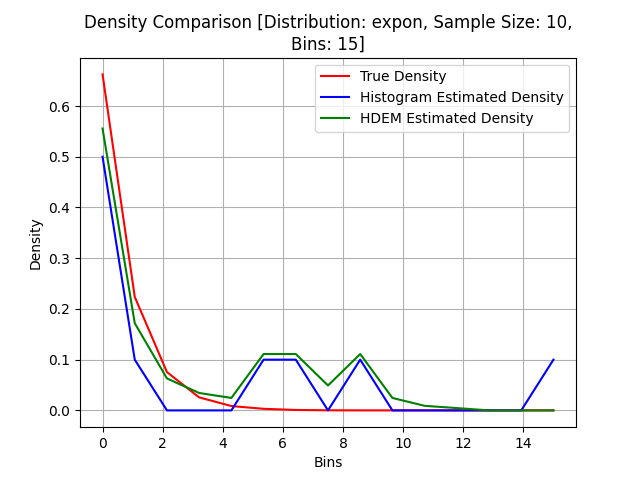 Density Comparison [Distribution: expon, Sample Size: 10,
Bins: 15]
True Density
Histogram Estimated Density
HDEM Estimated Density
Density
0.6
0.5
0.4
0.3
0.2
0.1
0.0
0 2 4 6 8 10 12 14
Bins